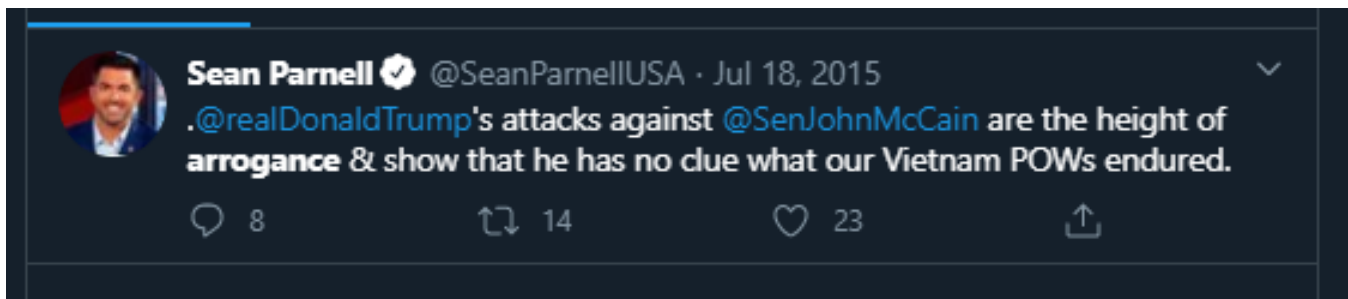 Sean Parnell @SeanParnellUSA · Jul 18, 2015
.@realDonaldTrump's attacks against @SenJohnMcCain are the height of
arrogance & show that he has no clue what our Vietnam POWs endured.
8 14 23